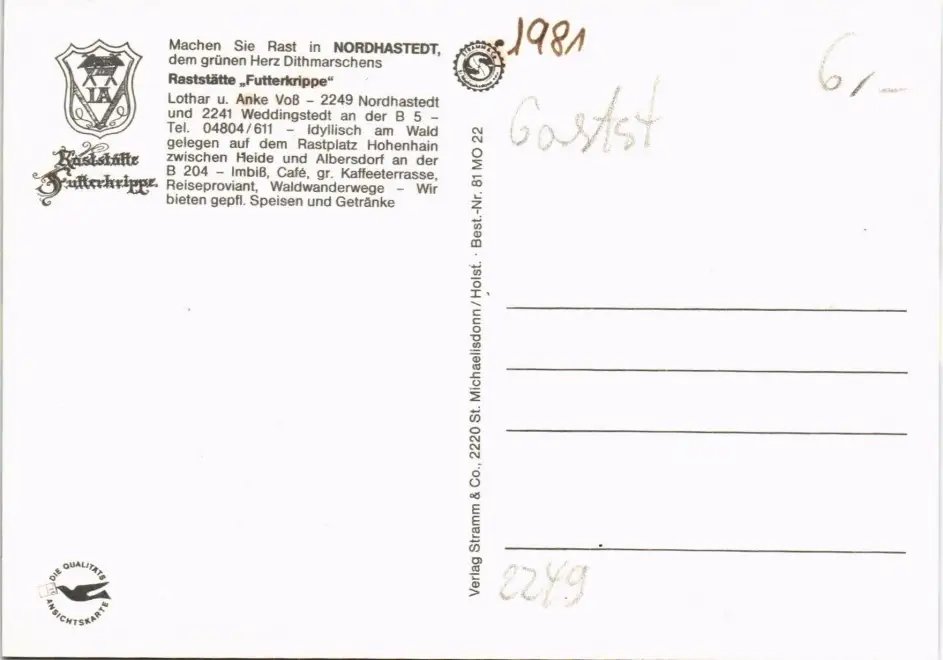 IA
Raststätte
Futterkrippe.
Machen Sie Rast in NORDHASTEDT,
dem grünen Herz Dithmarschens
Raststätte „Futterkrippe“
Lothar u. Anke Voß – 2249 Nordhastedt
und 2241 Weddingstedt an der B 5 –
Tel. 04804/611 – Idyllisch am Wald
gelegen auf dem Rastplatz Hohenhain
zwischen Heide und Albersdorf an der
B 204 – Imbiß, Café, gr. Kaffeeterrasse,
Reiseproviant, Waldwanderwege – Wir
bieten gepfl. Speisen und Getränke
DIE QUALITÄTS
ANSICHTSKARTE
Verlag Stramm & Co., 2220 St. Michaelisdonn/Holst. · Best.-Nr. 81 MO 22
1981
6,–
Gastst
2249